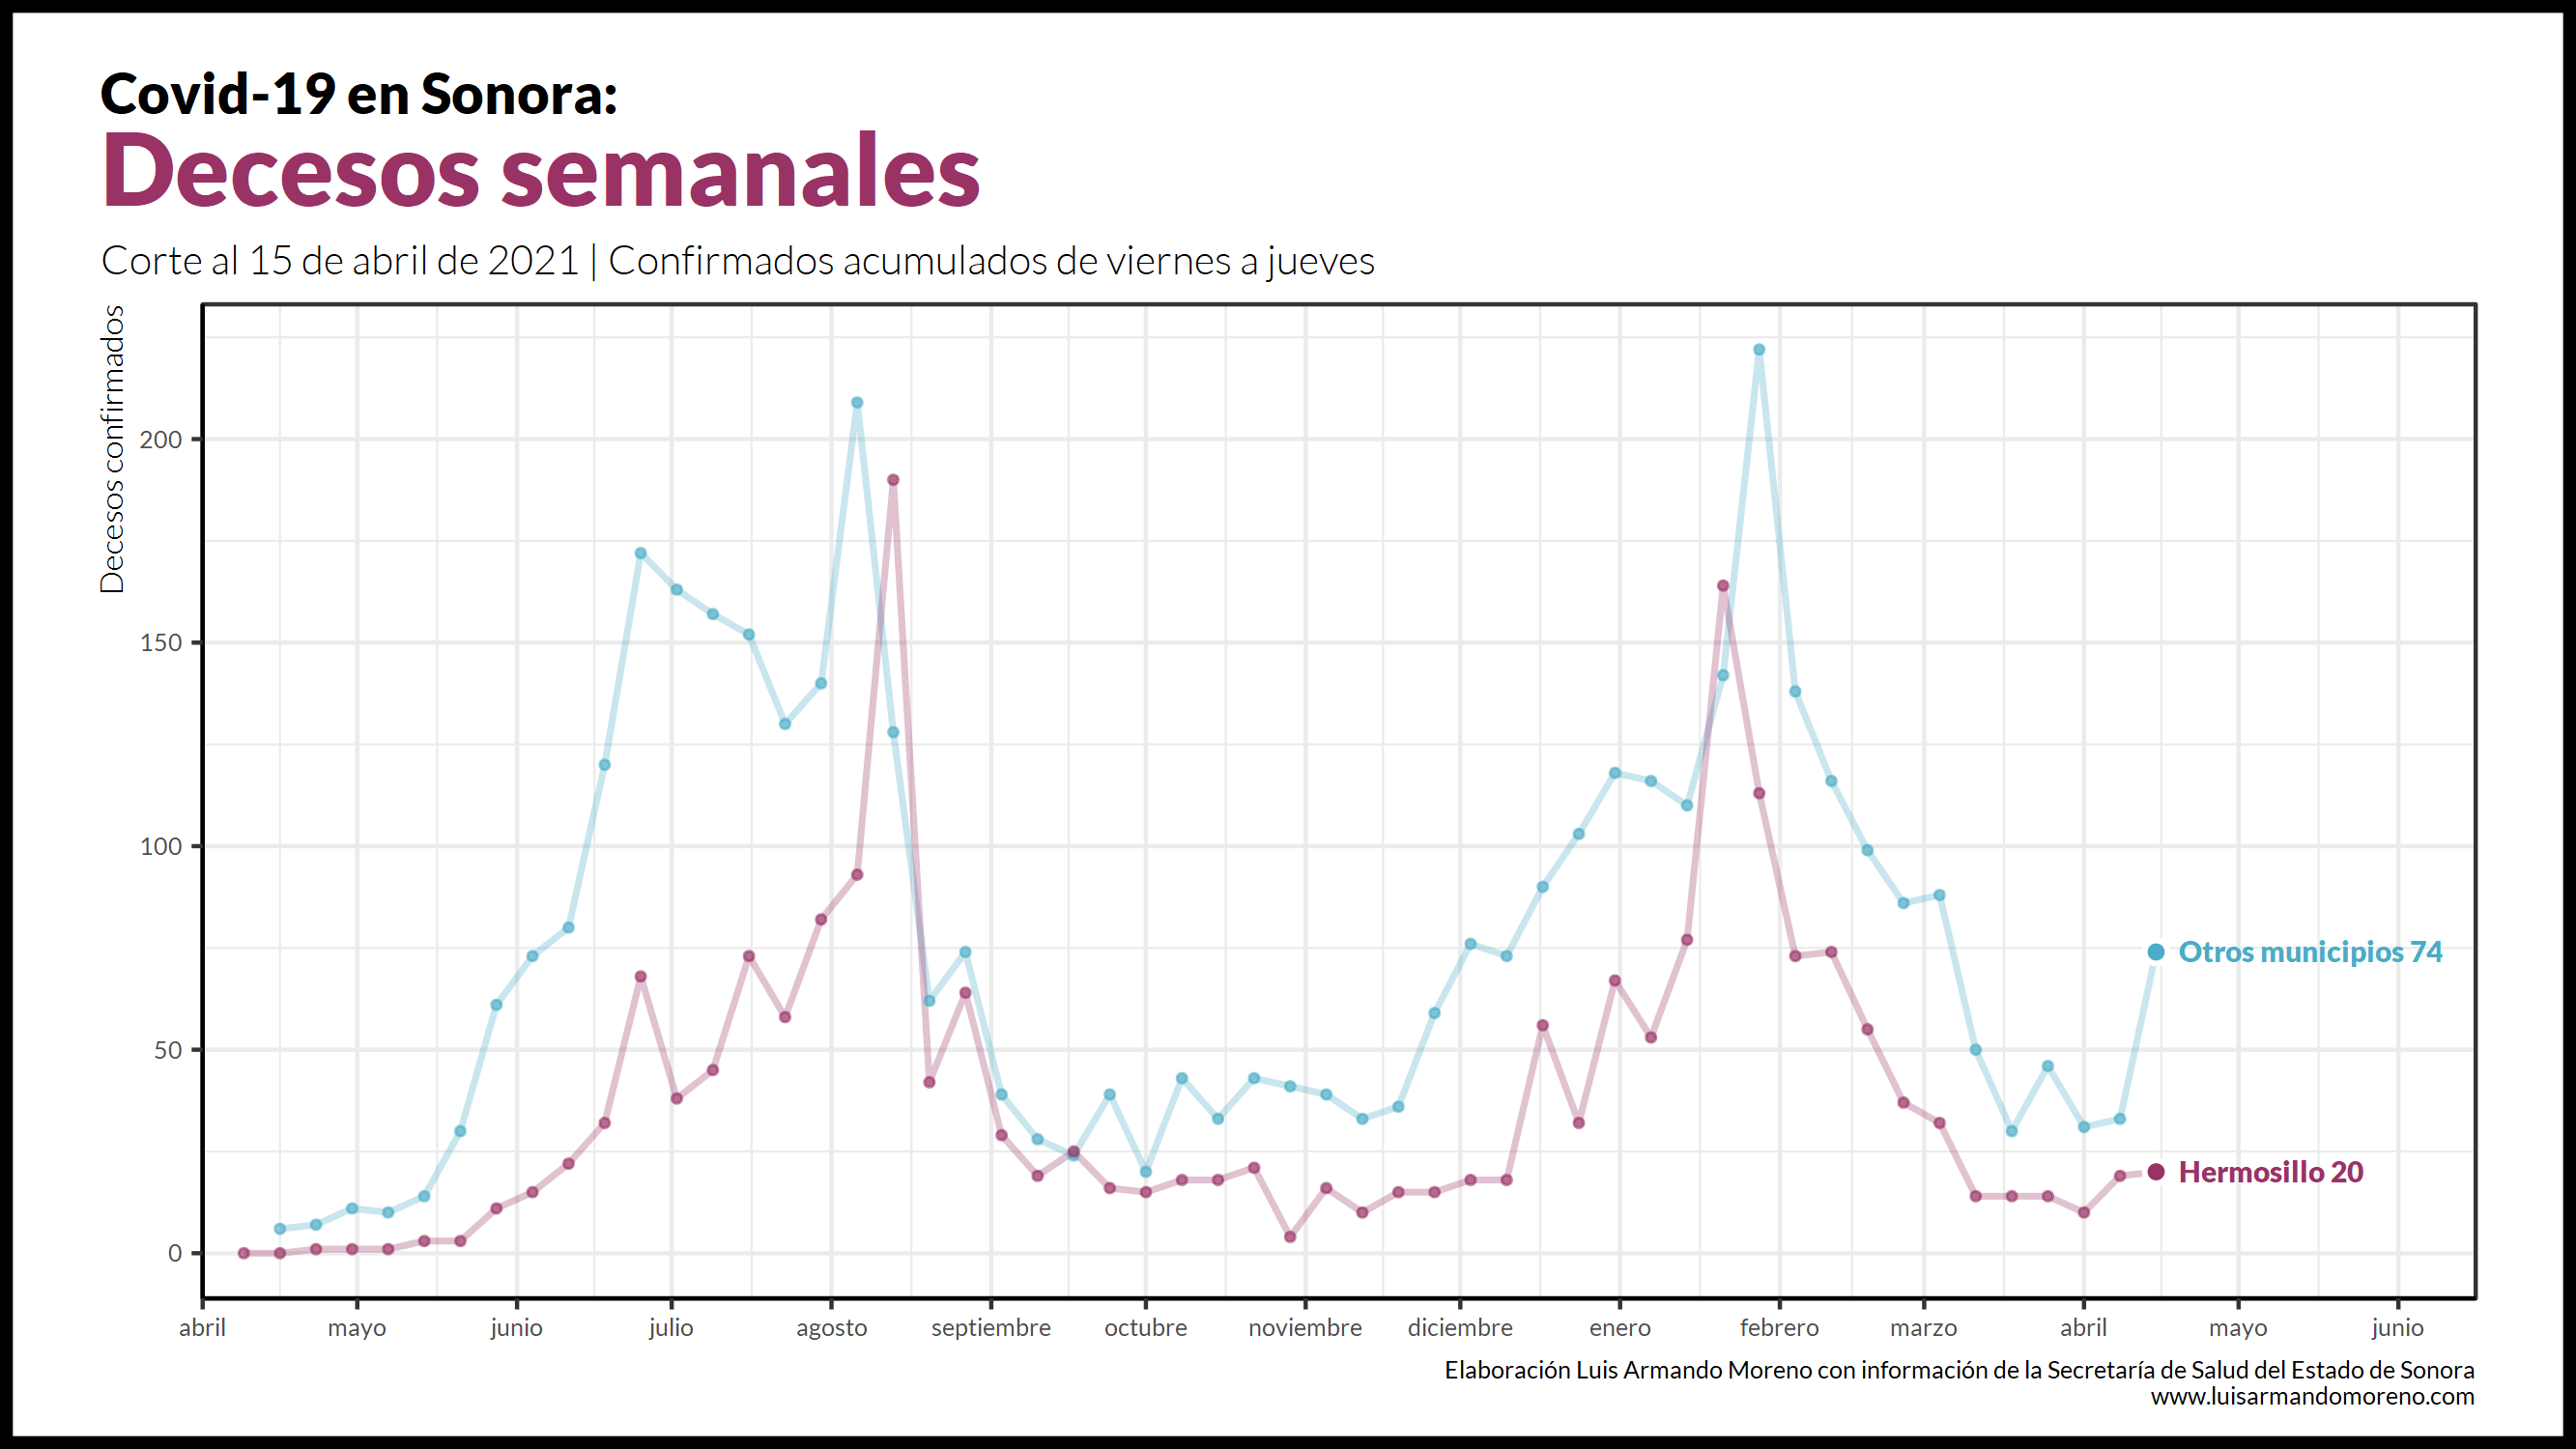 Covid-19 en Sonora:
Decesos semanales
Corte al 15 de abril de 2021 | Confirmados acumulados de viernes a jueves
Decesos confirmados
200
150
100
50
0
Otros municipios 74
Hermosillo 20
abril mayo junio julio agosto septiembre octubre noviembre diciembre enero febrero marzo abril mayo junio
Elaboración Luis Armando Moreno con información de la Secretaría de Salud del Estado de Sonora
www.luisarmandomoreno.com